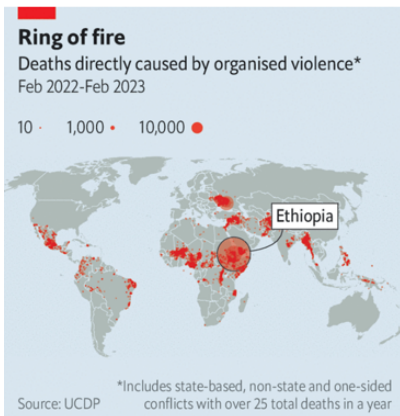 Ring of fire
Deaths directly caused by organised violence*
Feb 2022-Feb 2023
10 1,000 10,000
Ethiopia
*Includes state-based, non-state and one-sided
Source: UCDP conflicts with over 25 total deaths in a year